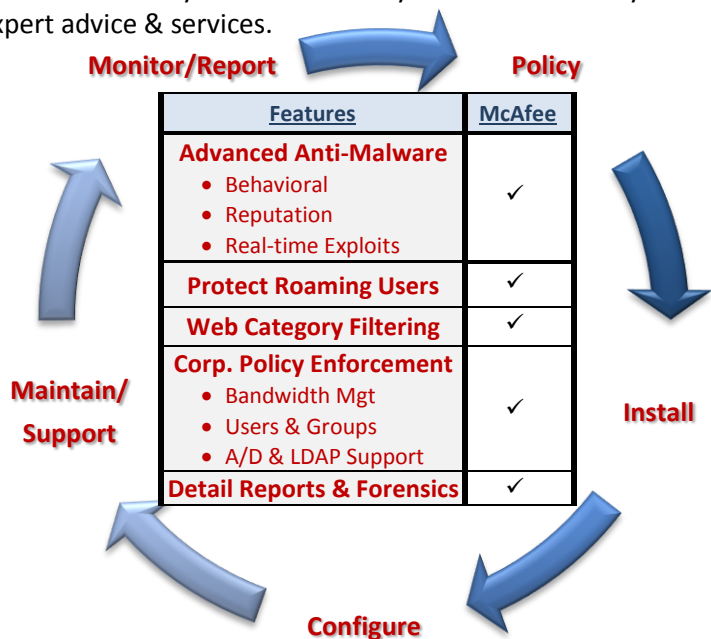 expert advice & services.
Monitor/Report
Policy
Features McAfee
Advanced Anti-Malware
• Behavioral
✓
• Reputation
• Real-time Exploits
Protect Roaming Users ✓
Web Category Filtering ✓
Corp. Policy Enforcement
• Bandwidth Mgt
✓
• Users & Groups
• A/D & LDAP Support
Detail Reports & Forensics ✓
Maintain/
Support
Install
Configure